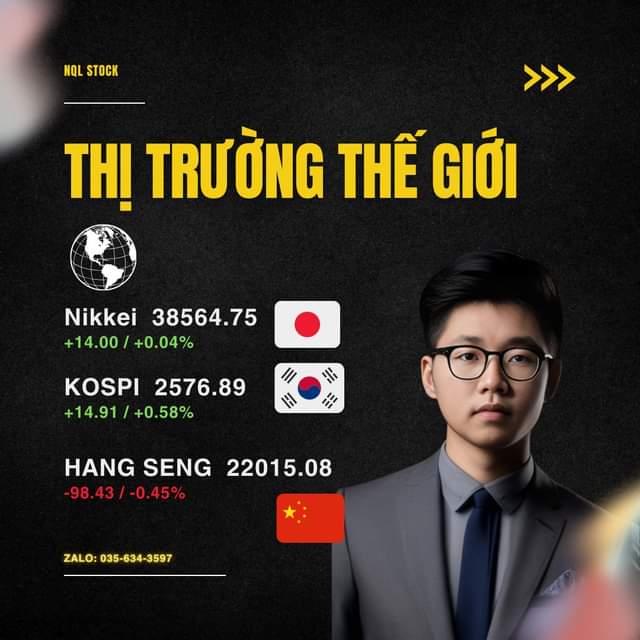 NQL STOCK
THỊ TRƯỜNG THẾ GIỚI
Nikkei 38564.75
+14.00 / +0.04%
KOSPI 2576.89
+14.91 / +0.58%
HANG SENG 22015.08
-98.43 / -0.45%
ZALO: 035-634-3597